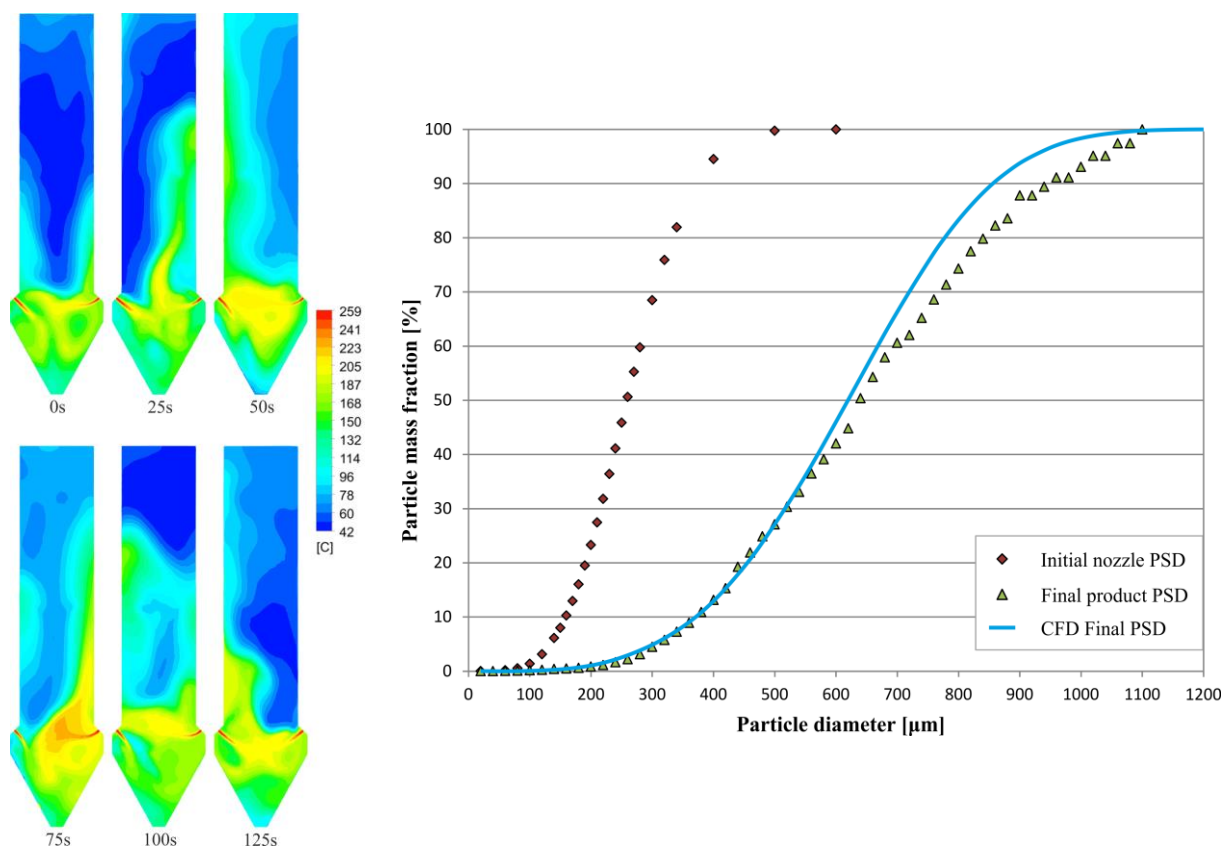 0s 25s 50s
259
241
223
205
187
168
150
132
114
96
78
60
42
[C]
75s 100s 125s
Particle mass fraction [%]
100
90
80
70
60
50
40
30
20
10
0
0 100 200 300 400 500 600 700 800 900 1000 1100 1200
Particle diameter [µm]
Initial nozzle PSD
Final product PSD
CFD Final PSD